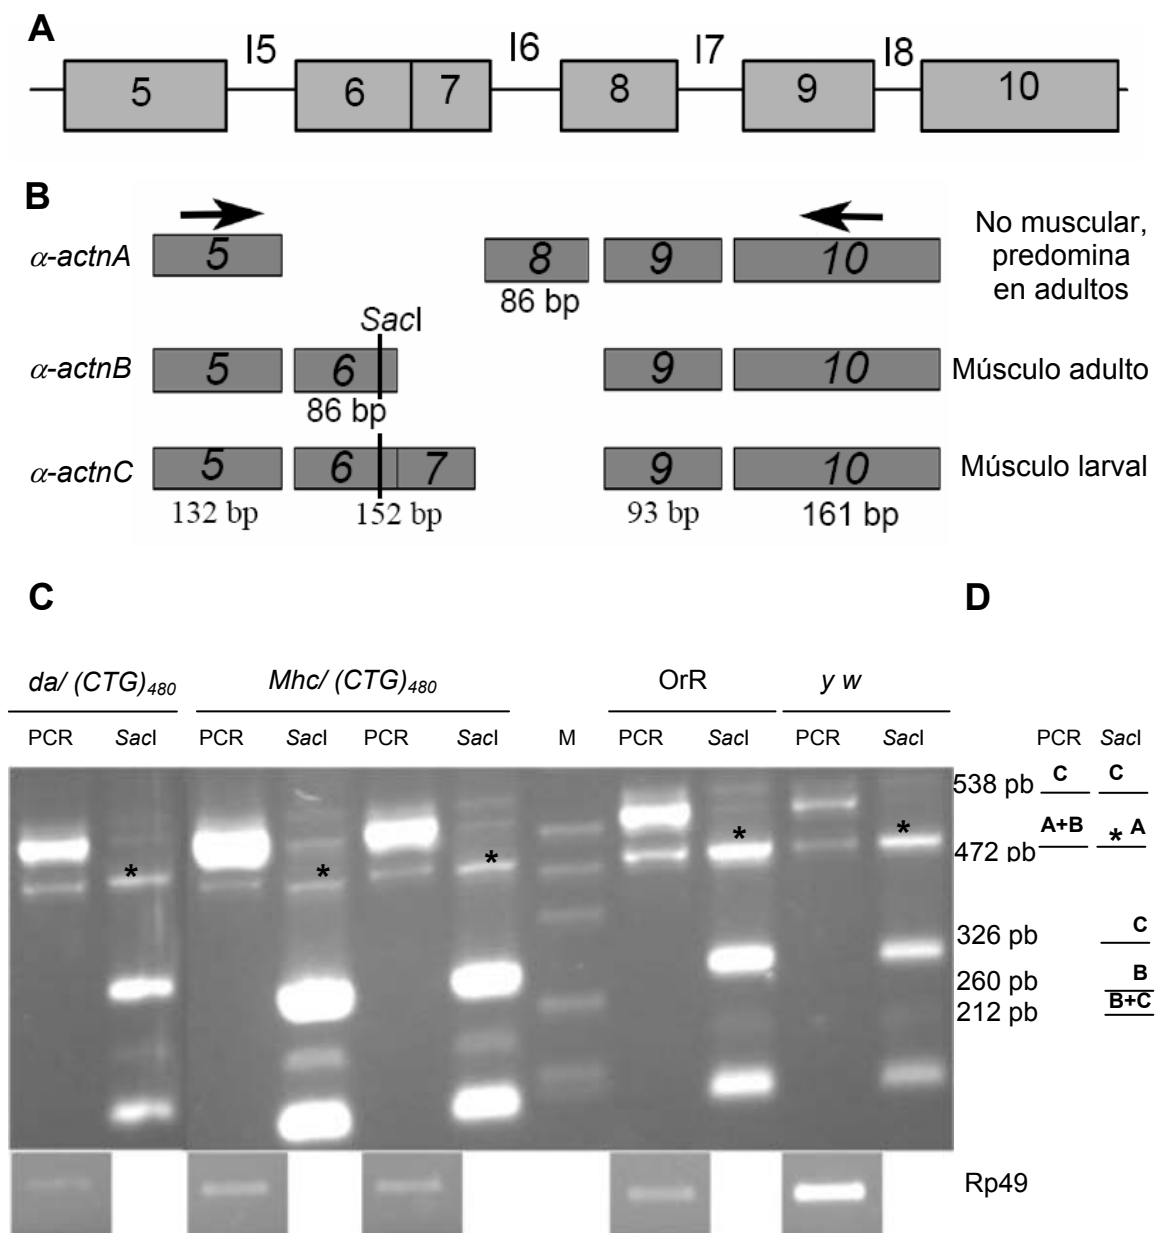 A
I5
I6
I7
I8
5
6
7
8
9
10
B
α-actnA
5
8
9
10
86 bp
No muscular,
predomina
en adultos
SacI
α-actnB
5
6
9
10
86 bp
Músculo adulto
α-actnC
5
6
7
9
10
132 bp
152 bp
93 bp
161 bp
Músculo larval
C
D
da/ (CTG)480
Mhc/ (CTG)480
OrR
y w
PCR SacI PCR SacI PCR SacI M PCR SacI PCR SacI PCR SacI
538 pb C C
A+B * A
472 pb
* * * * *
326 pb C
260 pb B
212 pb B+C
Rp49